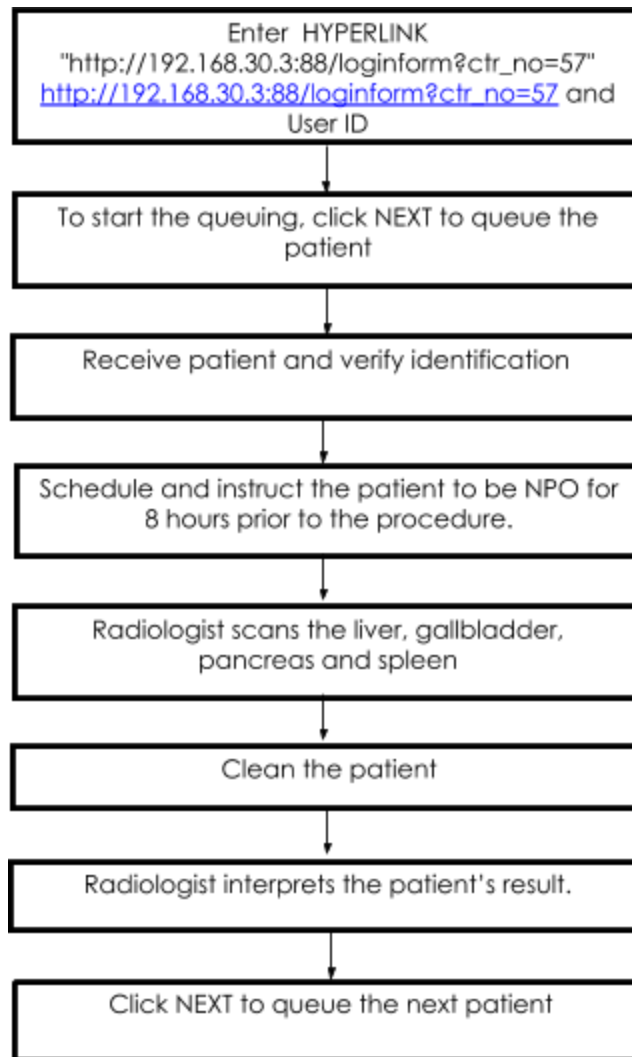 Enter  HYPERLINK
"http://192.168.30.3:88/loginform?ctr_no=57"
http://192.168.30.3:88/loginform?ctr_no=57 and
User ID
To start the queuing, click NEXT to queue the
patient
Receive patient and verify identification
Schedule and instruct the patient to be NPO for
8 hours prior to the procedure.
Radiologist scans the liver, gallbladder,
pancreas and spleen
Clean the patient
Radiologist interprets the patient’s result.
Click NEXT to queue the next patient